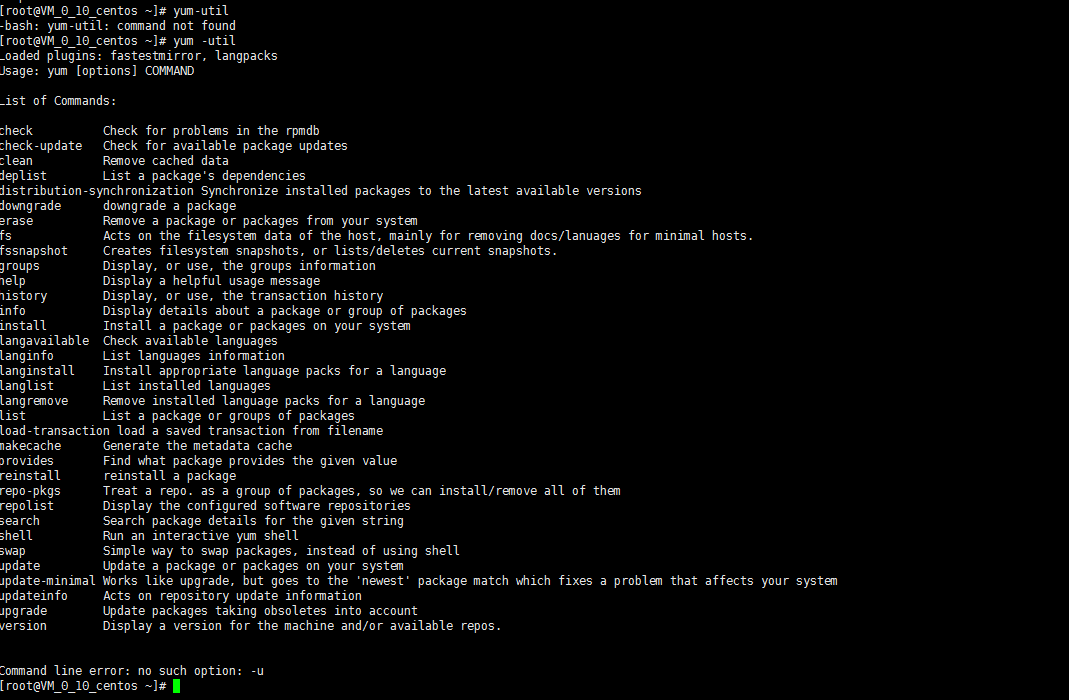 [root@VM_0_10_centos ~]# yum-util
-bash: yum-util: command not found
[root@VM_0_10_centos ~]# yum -util
Loaded plugins: fastestmirror, langpacks
Usage: yum [options] COMMAND
List of Commands:
check Check for problems in the rpmdb
check-update Check for available package updates
clean Remove cached data
deplist List a package's dependencies
distribution-synchronization Synchronize installed packages to the latest available versions
downgrade downgrade a package
erase Remove a package or packages from your system
fs Acts on the filesystem data of the host, mainly for removing docs/lanuages for minimal hosts.
fssnapshot Creates filesystem snapshots, or lists/deletes current snapshots.
groups Display, or use, the groups information
help Display a helpful usage message
history Display, or use, the transaction history
info Display details about a package or group of packages
install Install a package or packages on your system
langavailable Check available languages
langinfo List languages information
langinstall Install appropriate language packs for a language
langlist List installed languages
langremove Remove installed language packs for a language
list List a package or groups of packages
load-transaction load a saved transaction from filename
makecache Generate the metadata cache
provides Find what package provides the given value
reinstall reinstall a package
repo-pkgs Treat a repo. as a group of packages, so we can install/remove all of them
repolist Display the configured software repositories
search Search package details for the given string
shell Run an interactive yum shell
swap Simple way to swap packages, instead of using shell
update Update a package or packages on your system
update-minimal Works like upgrade, but goes to the 'newest' package match which fixes a problem that affects your system
updateinfo Acts on repository update information
upgrade Update packages taking obsoletes into account
version Display a version for the machine and/or available repos.
Command line error: no such option: -u
[root@VM_0_10_centos ~]#